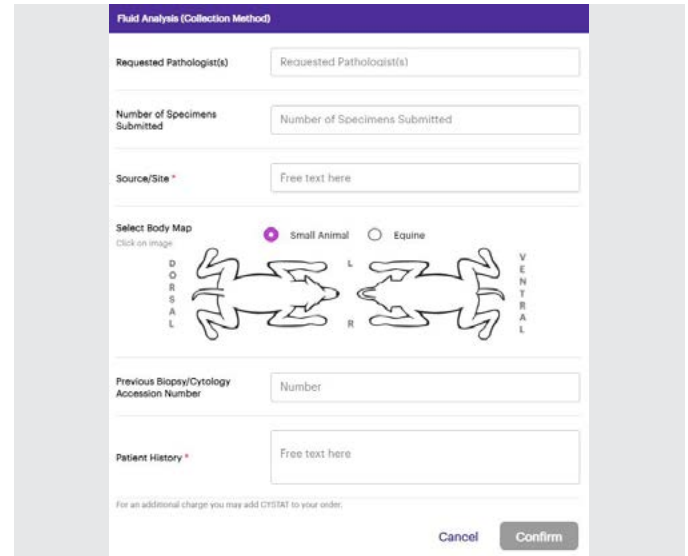 Fluid Analysis (Collection Method)
Requested Pathologist(s)
Requested Pathologist(s)
Number of Specimens
Submitted
Number of Specimens Submitted
Source/Site *
Free text here
Select Body Map
Click on image
Small Animal
Equine
DORSAL
L
R
VENTRAL
Previous Biopsy/Cytology
Accession Number
Number
Patient History *
Free text here
For an additional charge you may add CYSTAT to your order.
Cancel
Confirm